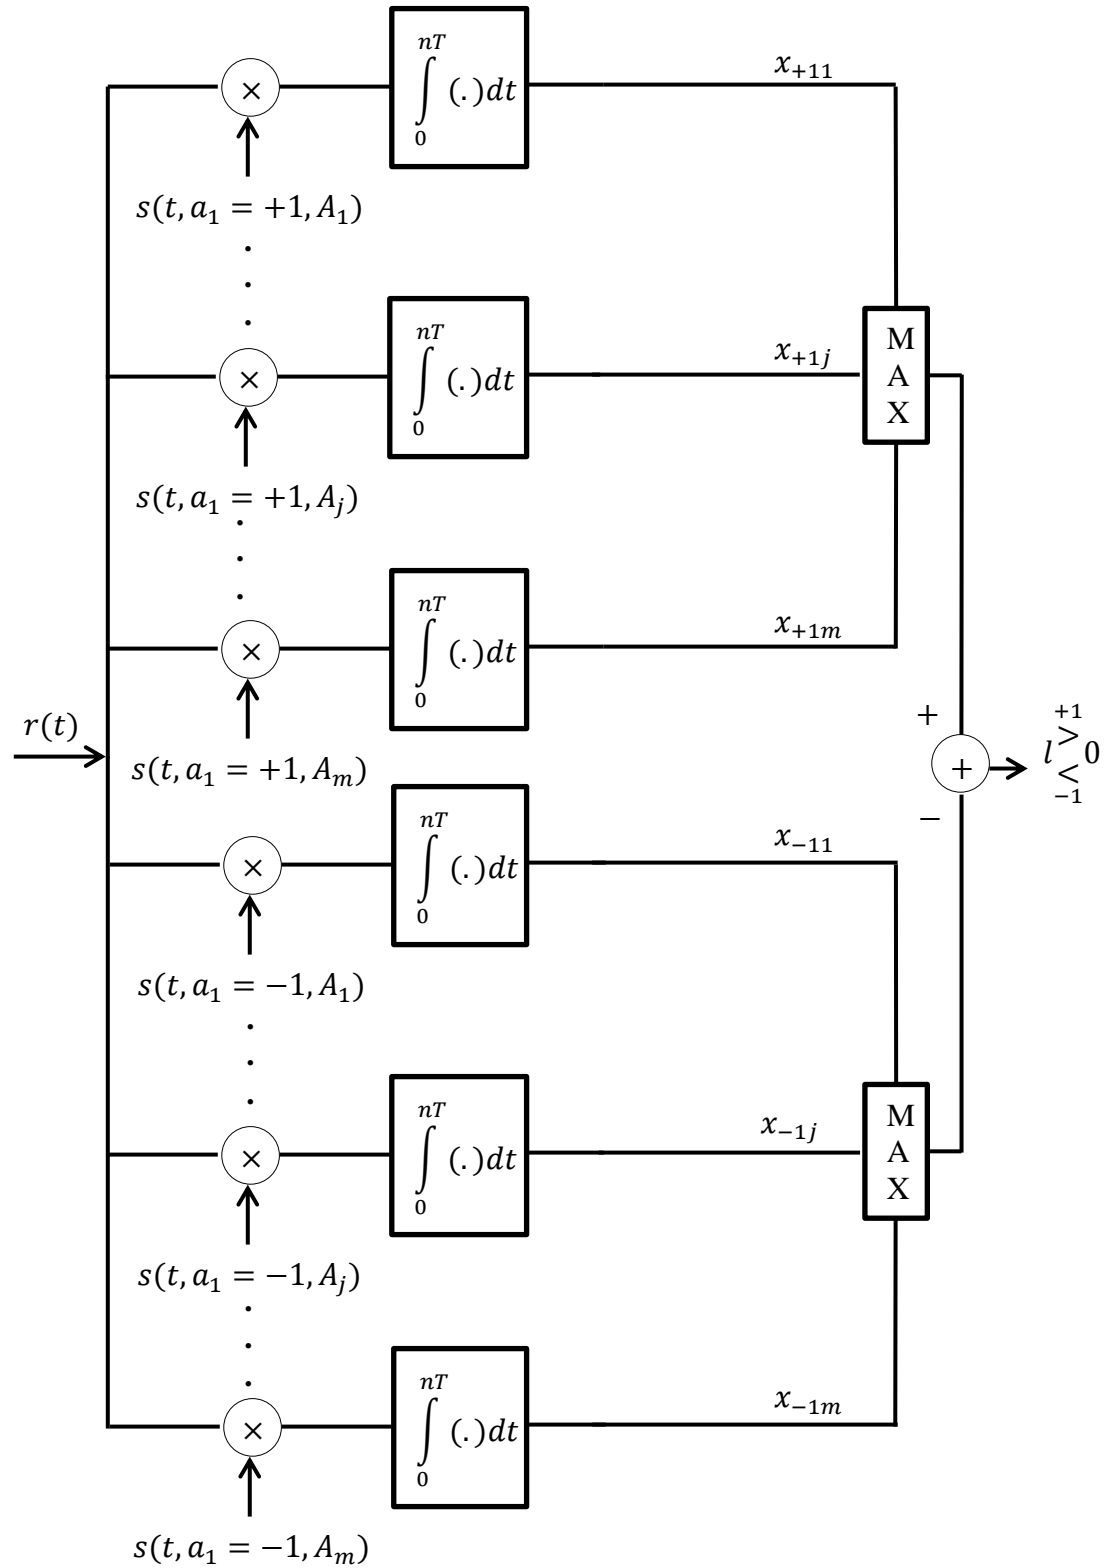 nT
∫ (.)dt
0
x₊₁₁
×
s(t, a₁ = +1, A₁)
nT
∫ (.)dt
0
x₊₁ⱼ
M
A
X
×
s(t, a₁ = +1, Aⱼ)
nT
∫ (.)dt
0
x₊₁ₘ
×
r(t)
s(t, a₁ = +1, Aₘ)
+
+
−
+1
l >< 0
−1
nT
∫ (.)dt
0
x₋₁₁
×
s(t, a₁ = −1, A₁)
nT
∫ (.)dt
0
x₋₁ⱼ
M
A
X
×
s(t, a₁ = −1, Aⱼ)
nT
∫ (.)dt
0
x₋₁ₘ
×
s(t, a₁ = −1, Aₘ)